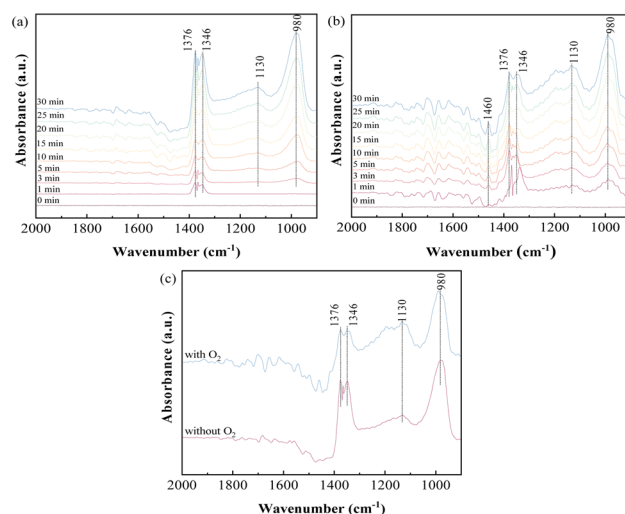 (a)
1376
1346
1130
980
30 min
25 min
20 min
15 min
10 min
5 min
3 min
1 min
0 min
2000 1800 1600 1400 1200 1000
Wavenumber (cm⁻¹)
Absorbance (a.u.)
(b)
1460
1376
1346
1130
980
30 min
25 min
20 min
15 min
10 min
5 min
3 min
1 min
0 min
2000 1800 1600 1400 1200 1000
Wavenumber (cm⁻¹)
Absorbance (a.u.)
(c)
1376
1346
1130
980
with O₂
without O₂
2000 1800 1600 1400 1200 1000
Wavenumber (cm⁻¹)
Absorbance (a.u.)